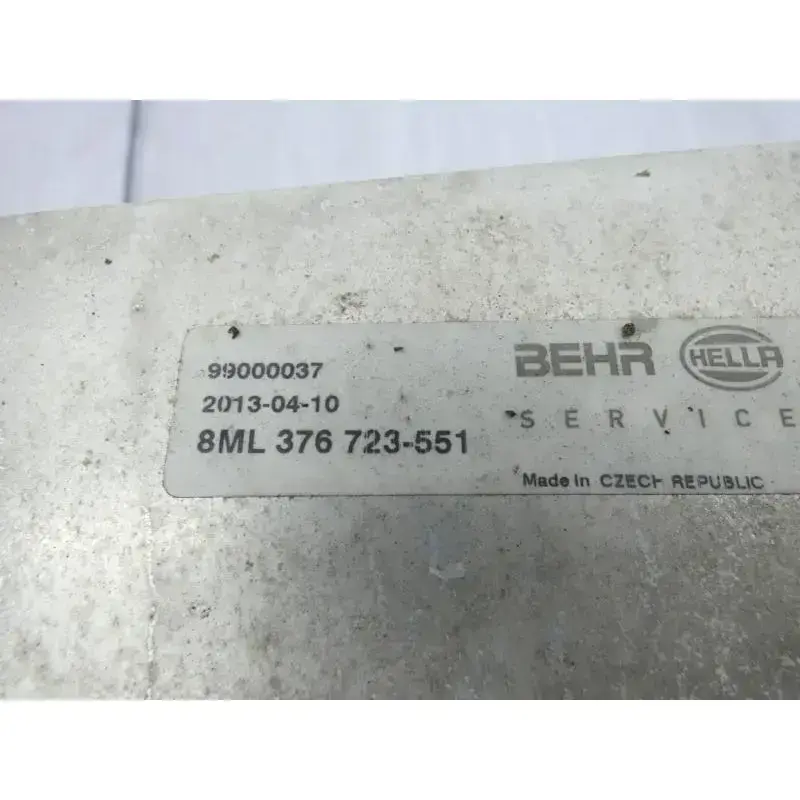 99000037
2013-04-10
8ML 376 723-551
BEHR HELLA
SERVICE
Made In CZECH REPUBLIC